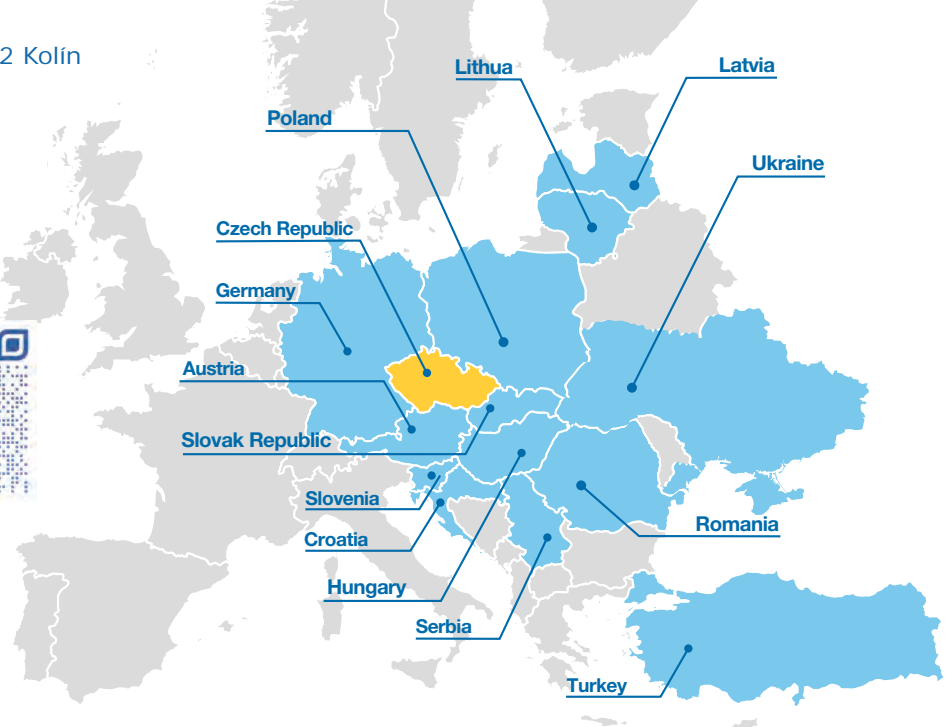 2 Kolín
Lithua
Latvia
Poland
Ukraine
Czech Republic
Germany
Austria
Slovak Republic
Slovenia
Croatia
Romania
Hungary
Serbia
Turkey